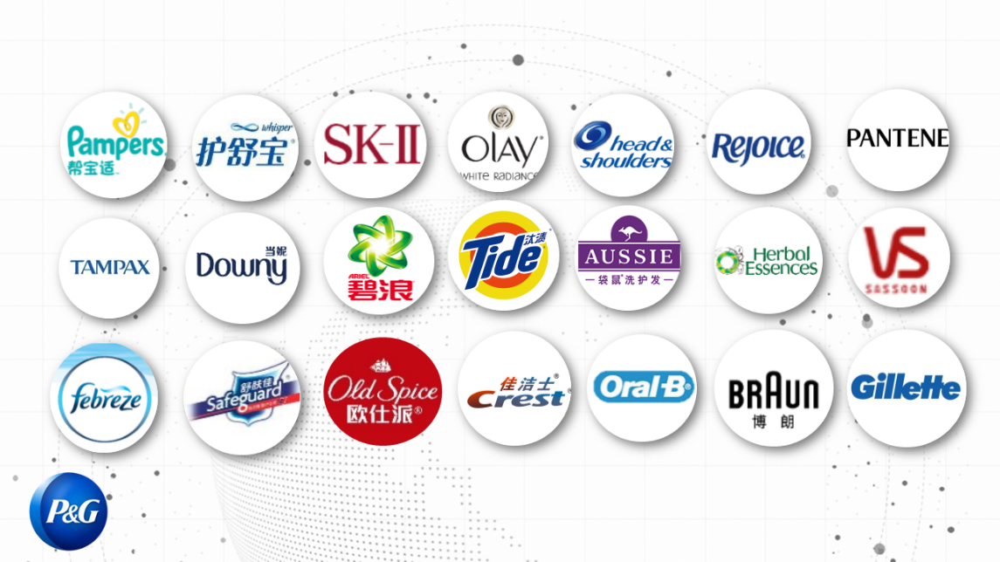 Pampers
帮宝适
whisper
护舒宝
SK-II
OLAY
WHITE RADIANCE
head&
shoulders
Rejoice
PANTENE
TAMPAX
当妮
Downy
ARIEL
碧浪
汰渍
Tide
AUSSIE
袋鼠洗护发
Herbal
Essences
VS
SASSOON
febreze
舒肤佳
Safeguard
Old Spice
欧仕派®
佳洁士®
Crest®
Oral-B®
BRAUN
博朗
Gillette
P&G